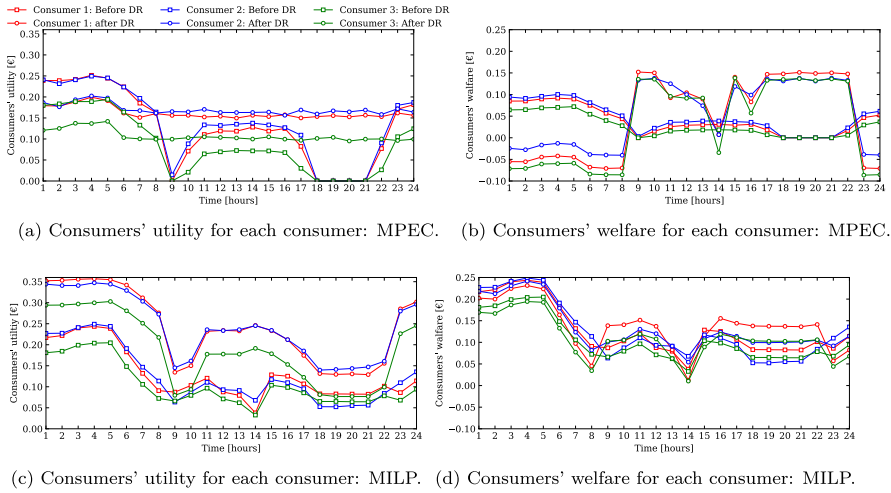 Consumer 1: Before DR
Consumer 1: after DR
Consumer 2: Before DR
Consumer 2: After DR
Consumer 3: Before DR
Consumer 3: After DR
Consumers' utility [€]
0.35
0.30
0.25
0.20
0.15
0.10
0.05
0.00
1 2 3 4 5 6 7 8 9 10 11 12 13 14 15 16 17 18 19 20 21 22 23 24
Time [hours]
Consumers' walfare [€]
0.25
0.20
0.15
0.10
0.05
0.00
−0.05
−0.10
1 2 3 4 5 6 7 8 9 10 11 12 13 14 15 16 17 18 19 20 21 22 23 24
Time [hours]
(a) Consumers' utility for each consumer: MPEC.
(b) Consumers' welfare for each consumer: MPEC.
Consumers' utility [€]
0.35
0.30
0.25
0.20
0.15
0.10
0.05
0.00
1 2 3 4 5 6 7 8 9 10 11 12 13 14 15 16 17 18 19 20 21 22 23 24
Time [hours]
Consumers' walfare [€]
0.25
0.20
0.15
0.10
0.05
0.00
−0.05
−0.10
1 2 3 4 5 6 7 8 9 10 11 12 13 14 15 16 17 18 19 20 21 22 23 24
Time [hours]
(c) Consumers' utility for each consumer: MILP.
(d) Consumers' welfare for each consumer: MILP.